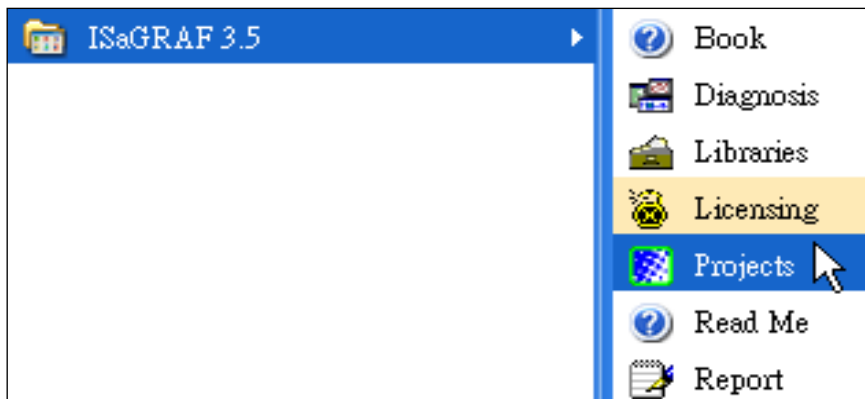 ISaGRAF 3.5
Book
Diagnosis
Libraries
Licensing
Projects
Read Me
Report